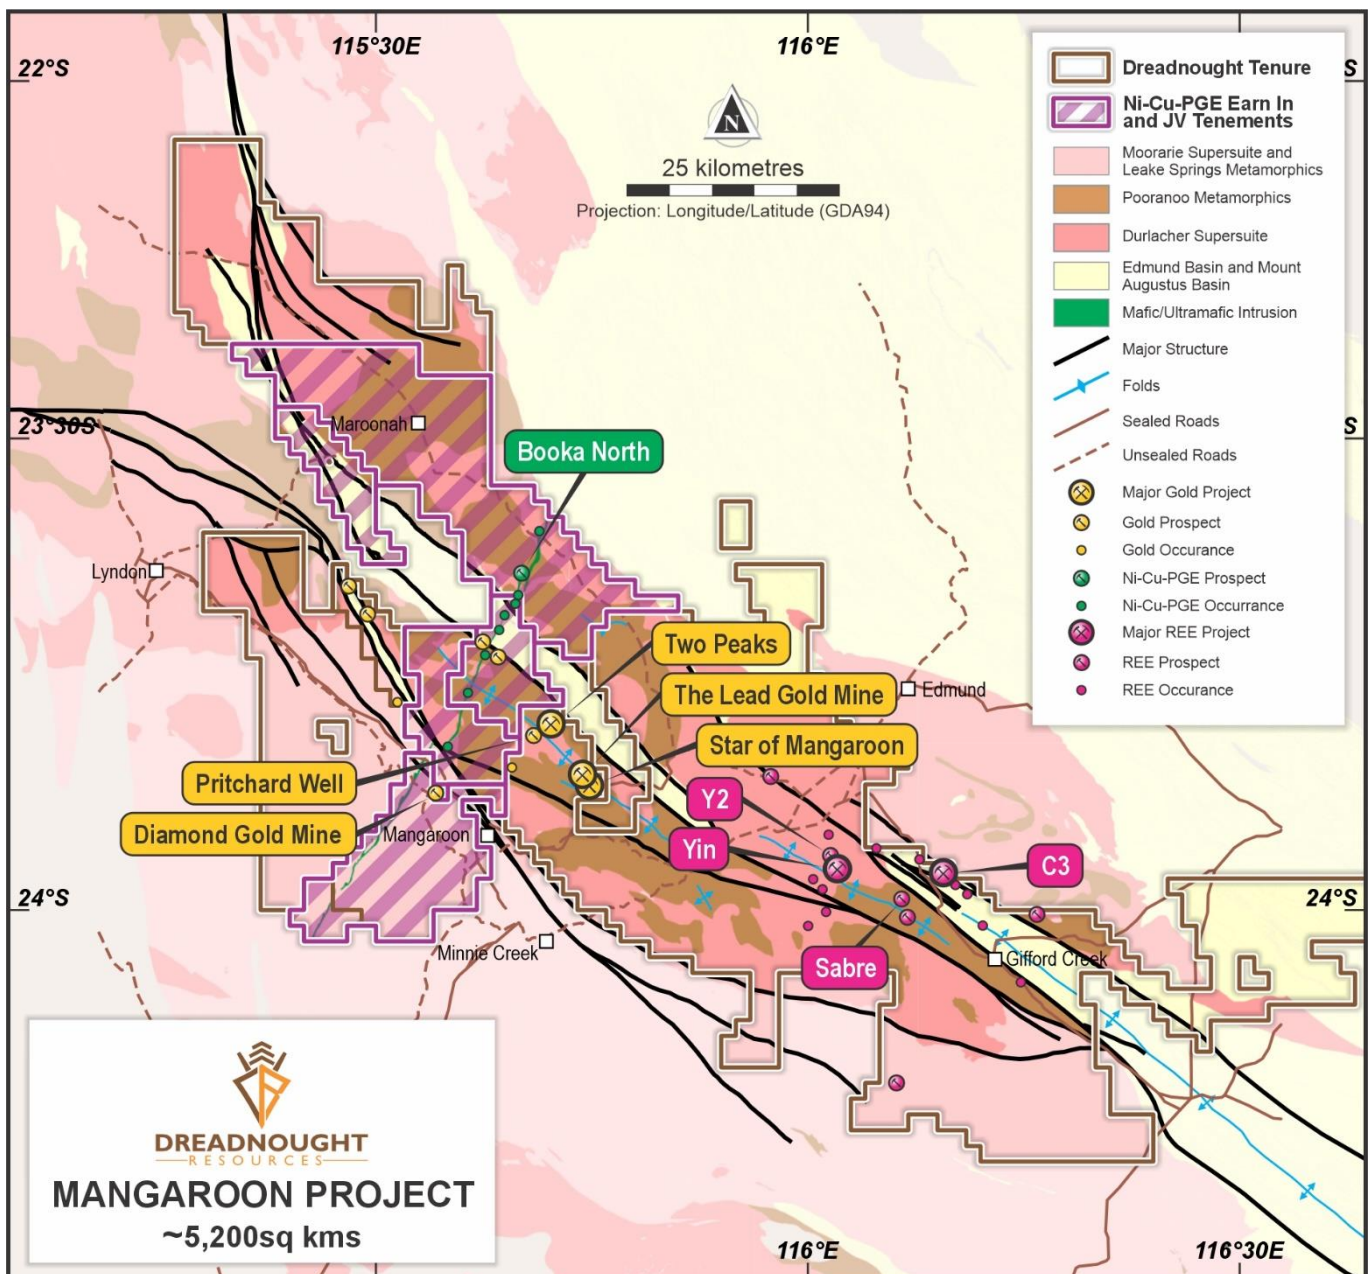 115°30E
116°E
22°S
S
N
25 kilometres
Projection: Longitude/Latitude (GDA94)
Dreadnought Tenure
Ni-Cu-PGE Earn In
and JV Tenements
Moorarie Supersuite and
Leake Springs Metamorphics
Pooranoo Metamorphics
Durlacher Supersuite
Edmund Basin and Mount
Augustus Basin
Mafic/Ultramafic Intrusion
Major Structure
Folds
Sealed Roads
Unsealed Roads
Major Gold Project
Gold Prospect
Gold Occurance
Ni-Cu-PGE Prospect
Ni-Cu-PGE Occurrance
Major REE Project
REE Prospect
REE Occurance
23°30S
S
Maroonah
Booka North
Lyndon
Two Peaks
The Lead Gold Mine
Edmund
Star of Mangaroon
Pritchard Well
Y2
Diamond Gold Mine
Mangaroon
Yin
C3
24°S
24°S
Minnie Creek
Sabre
Gifford Creek
DREADNOUGHT
RESOURCES
MANGAROON PROJECT
~5,200sq kms
116°E
116°30E